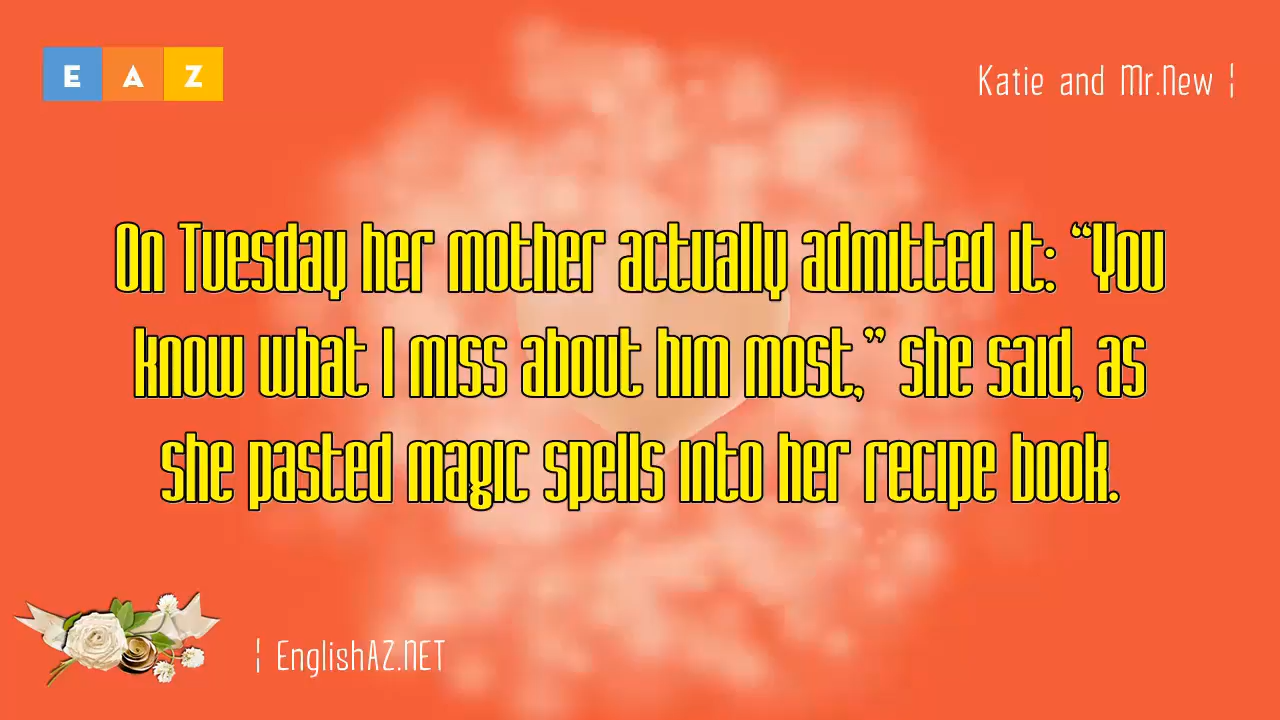 E A Z
Katie and Mr.New ¦
On Tuesday her mother actually admitted it: “You
know what I miss about him most,” she said, as
she pasted magic spells into her recipe book.
¦ EnglishAZ.NET